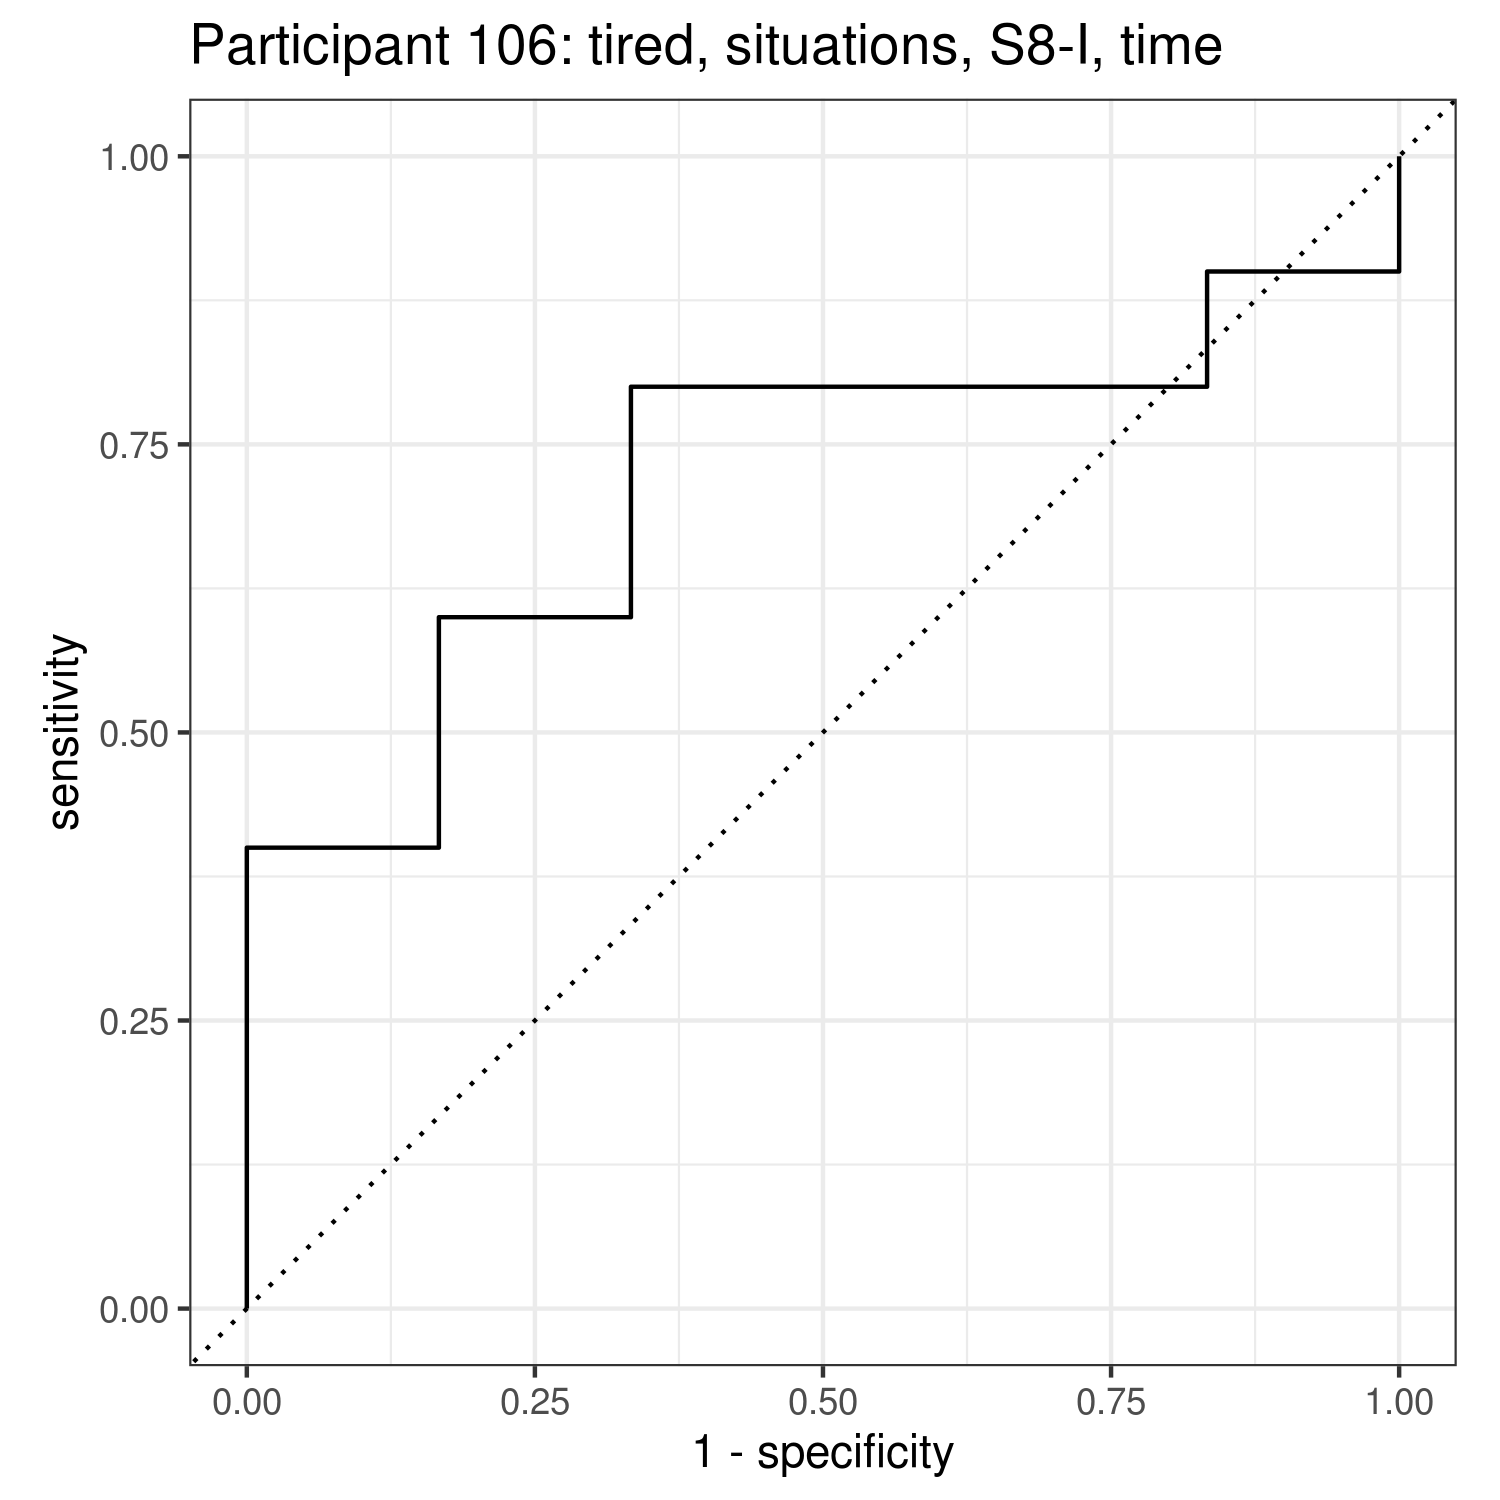 Participant 106: tired, situations, S8-I, time
1.00
0.75
0.50
0.25
0.00
sensitivity
0.00 0.25 0.50 0.75 1.00
1 - specificity